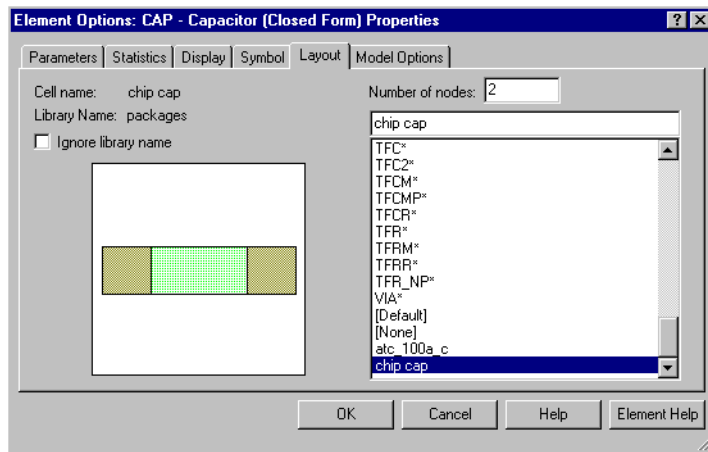 Element Options: CAP - Capacitor (Closed Form) Properties
Parameters Statistics Display Symbol Layout Model Options
Cell name: chip cap
Number of nodes: 2
Library Name: packages
chip cap
Ignore library name
TFC*
TFC2*
TFCM*
TFCMP*
TFCR*
TFR*
TFRM*
TFRR*
TFR_NP*
VIA*
[Default]
[None]
atc_100a_c
chip cap
OK Cancel Help Element Help